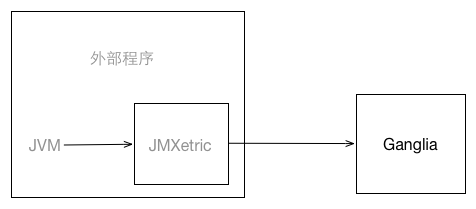 外部程序
JVM
JMXetric
Ganglia